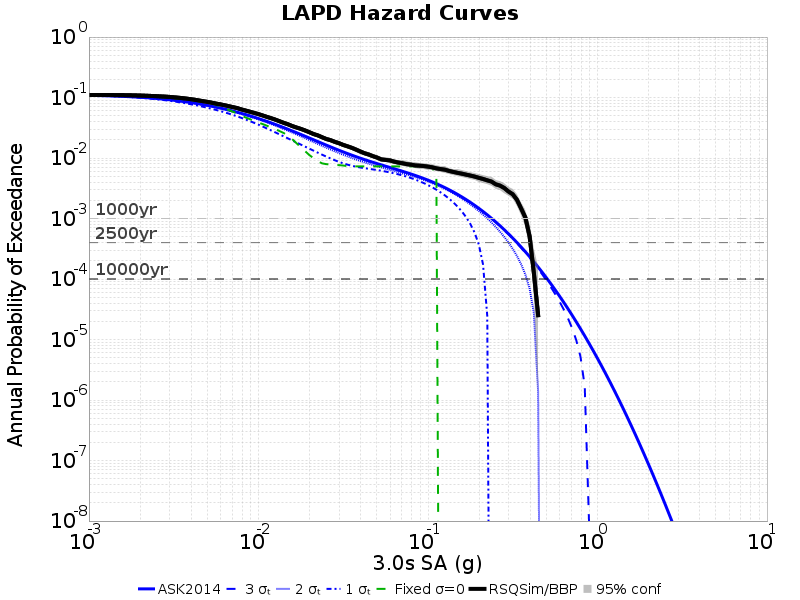 LAPD Hazard Curves
Annual Probability of Exceedance
10^0
10^-1
10^-2
10^-3
10^-4
10^-5
10^-6
10^-7
10^-8
1000yr
2500yr
10000yr
10^-3 10^-2 10^-1 10^0 10^1
3.0s SA (g)
ASK2014 3 σₜ 2 σₜ 1 σₜ Fixed σ=0 RSQSim/BBP 95% conf